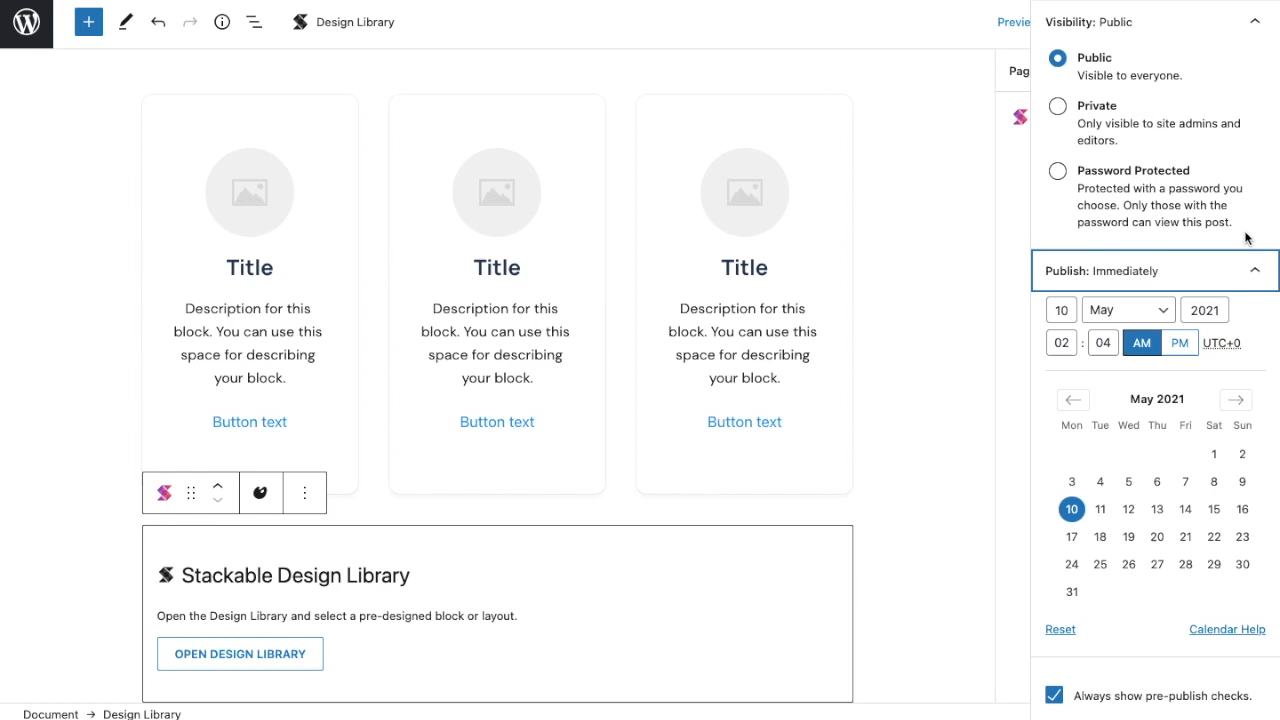 Design Library
Preview
Visibility: Public
Public
Visible to everyone.
Private
Only visible to site admins and
editors.
Password Protected
Protected with a password you
choose. Only those with the
password can view this post.
Publish: Immediately
10 May 2021
02 : 04 AM PM UTC+0
May 2021
Mon Tue Wed Thu Fri Sat Sun
1 2
3 4 5 6 7 8 9
10 11 12 13 14 15 16
17 18 19 20 21 22 23
24 25 26 27 28 29 30
31
Reset Calendar Help
Always show pre-publish checks.
Pag
Title
Description for this
block. You can use this
space for describing
your block.
Button text
Title
Description for this
block. You can use this
space for describing
your block.
Button text
Title
Description for this
block. You can use this
space for describing
your block.
Button text
Stackable Design Library
Open the Design Library and select a pre-designed block or layout.
OPEN DESIGN LIBRARY
Document → Design Library